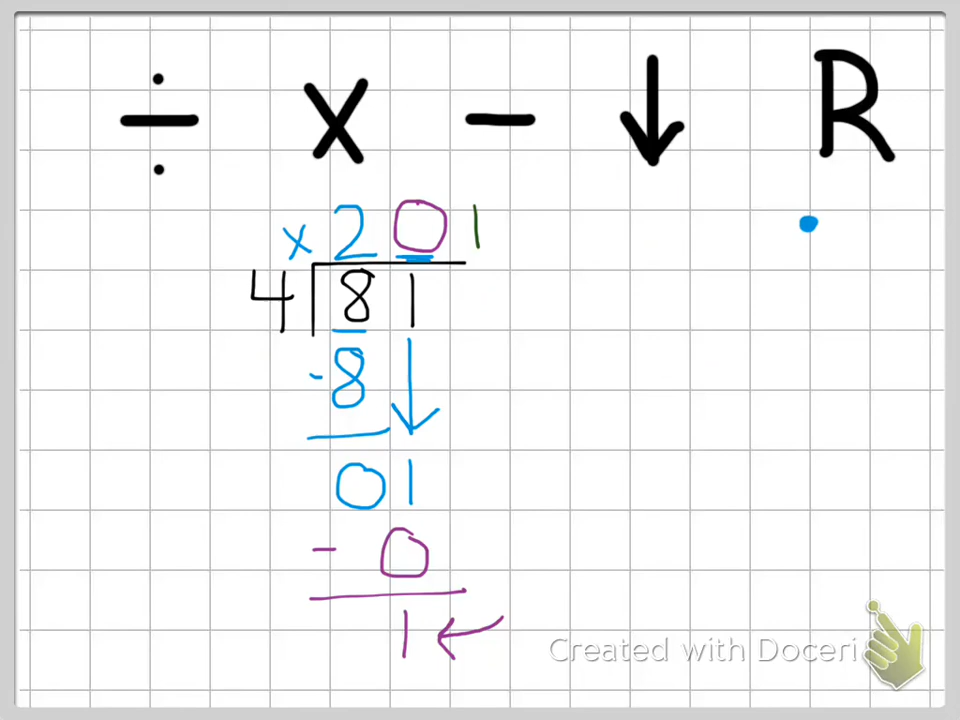 ÷ x - ↓ R
x 2 0 1
4 8 1
-8
0 1
- 0
1
Created with Doceri